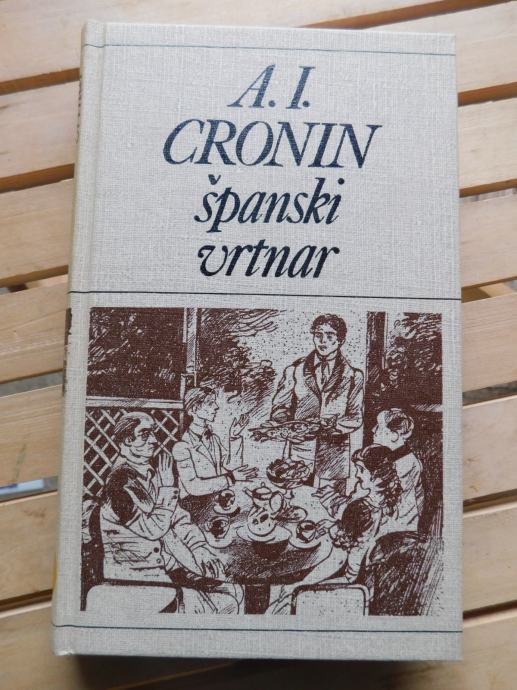 A. I.
CRONIN
španski
vrtnar